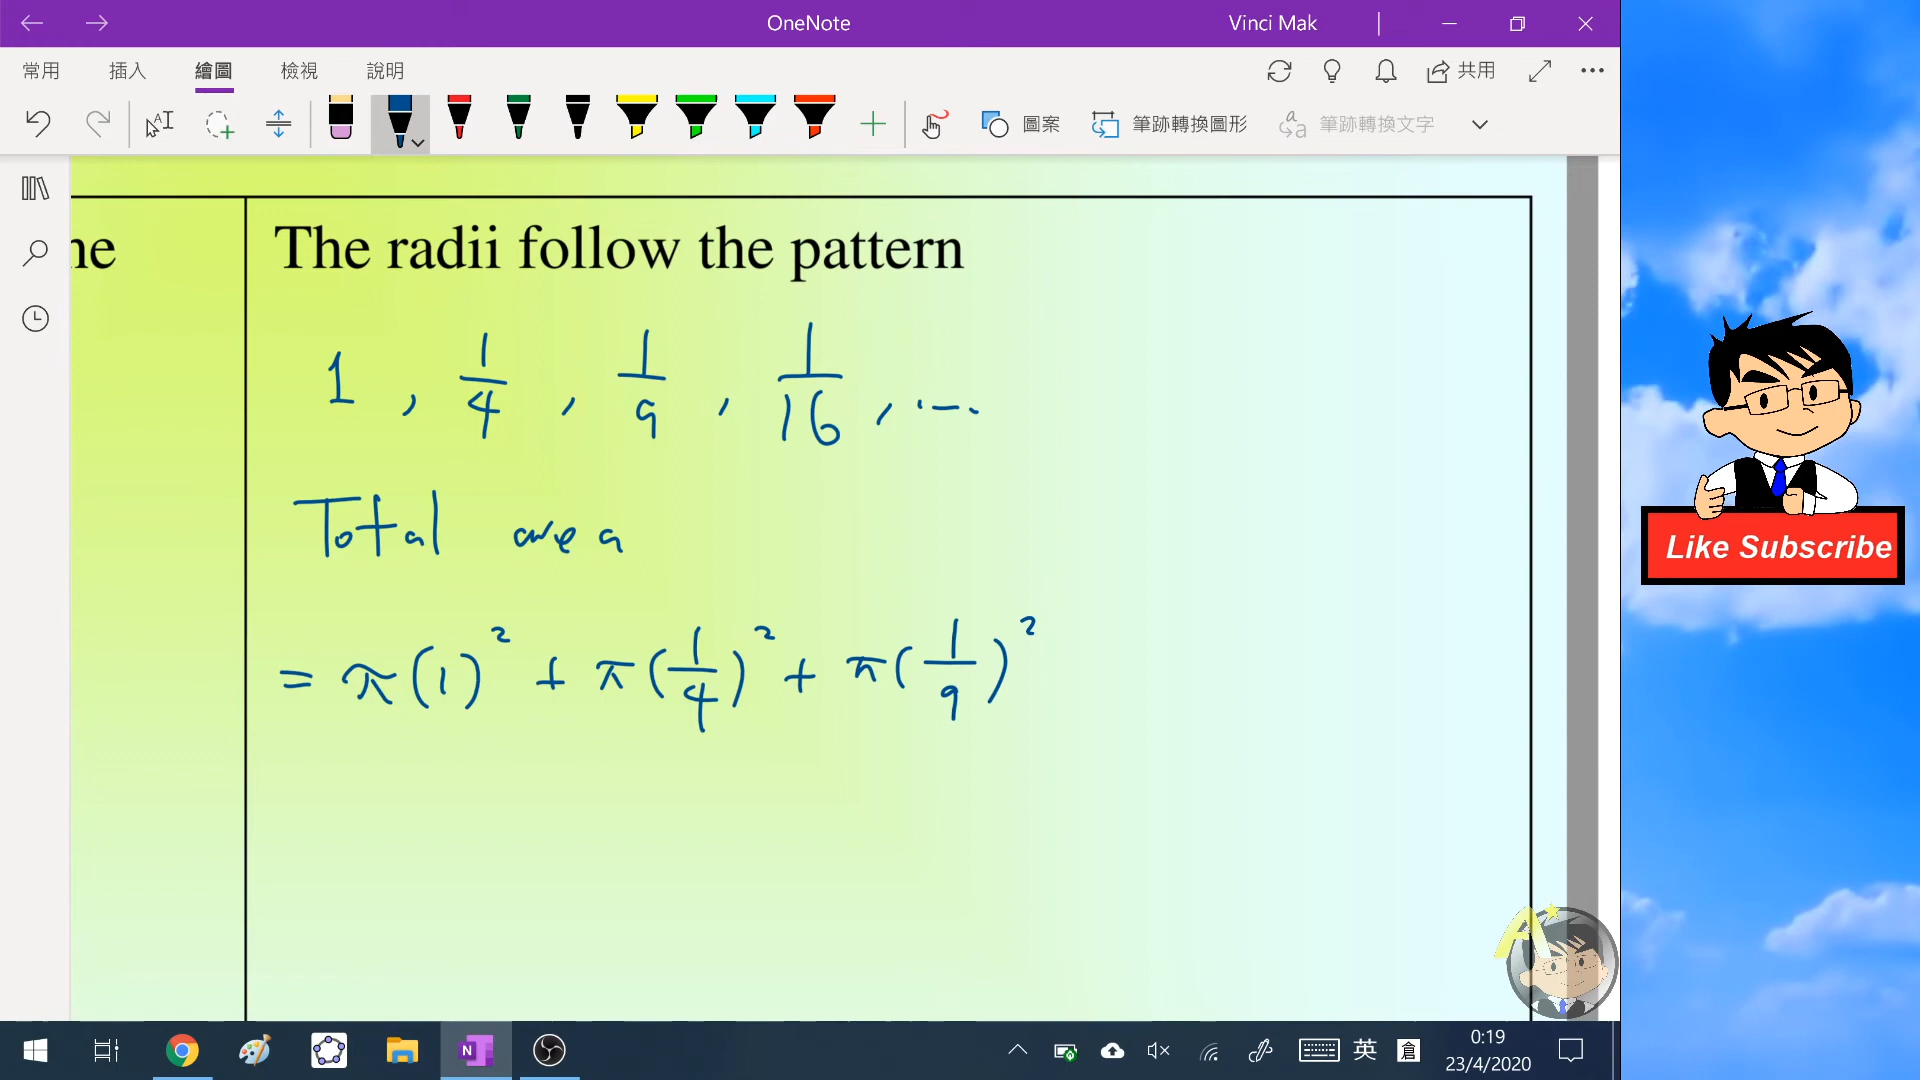 OneNote
Vinci Mak
常用 插入 繪圖 檢視 說明
共用
圖案 筆跡轉換圖形 筆跡轉換文字
ne
The radii follow the pattern
1 , 1/4 , 1/9 , 1/16 , ...
Total area
= π(1)² + π(1/4)² + π(1/9)²
Like Subscribe
A
英 倉
0:19
23/4/2020